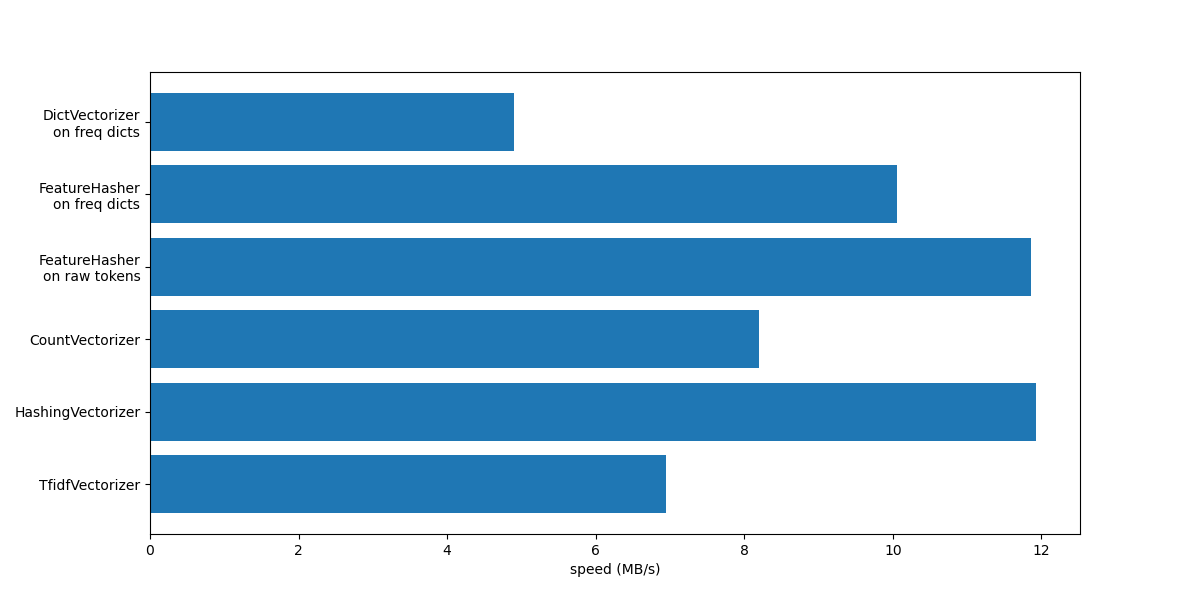 DictVectorizer
on freq dicts
FeatureHasher
on freq dicts
FeatureHasher
on raw tokens
CountVectorizer
HashingVectorizer
TfidfVectorizer
0 2 4 6 8 10 12
speed (MB/s)